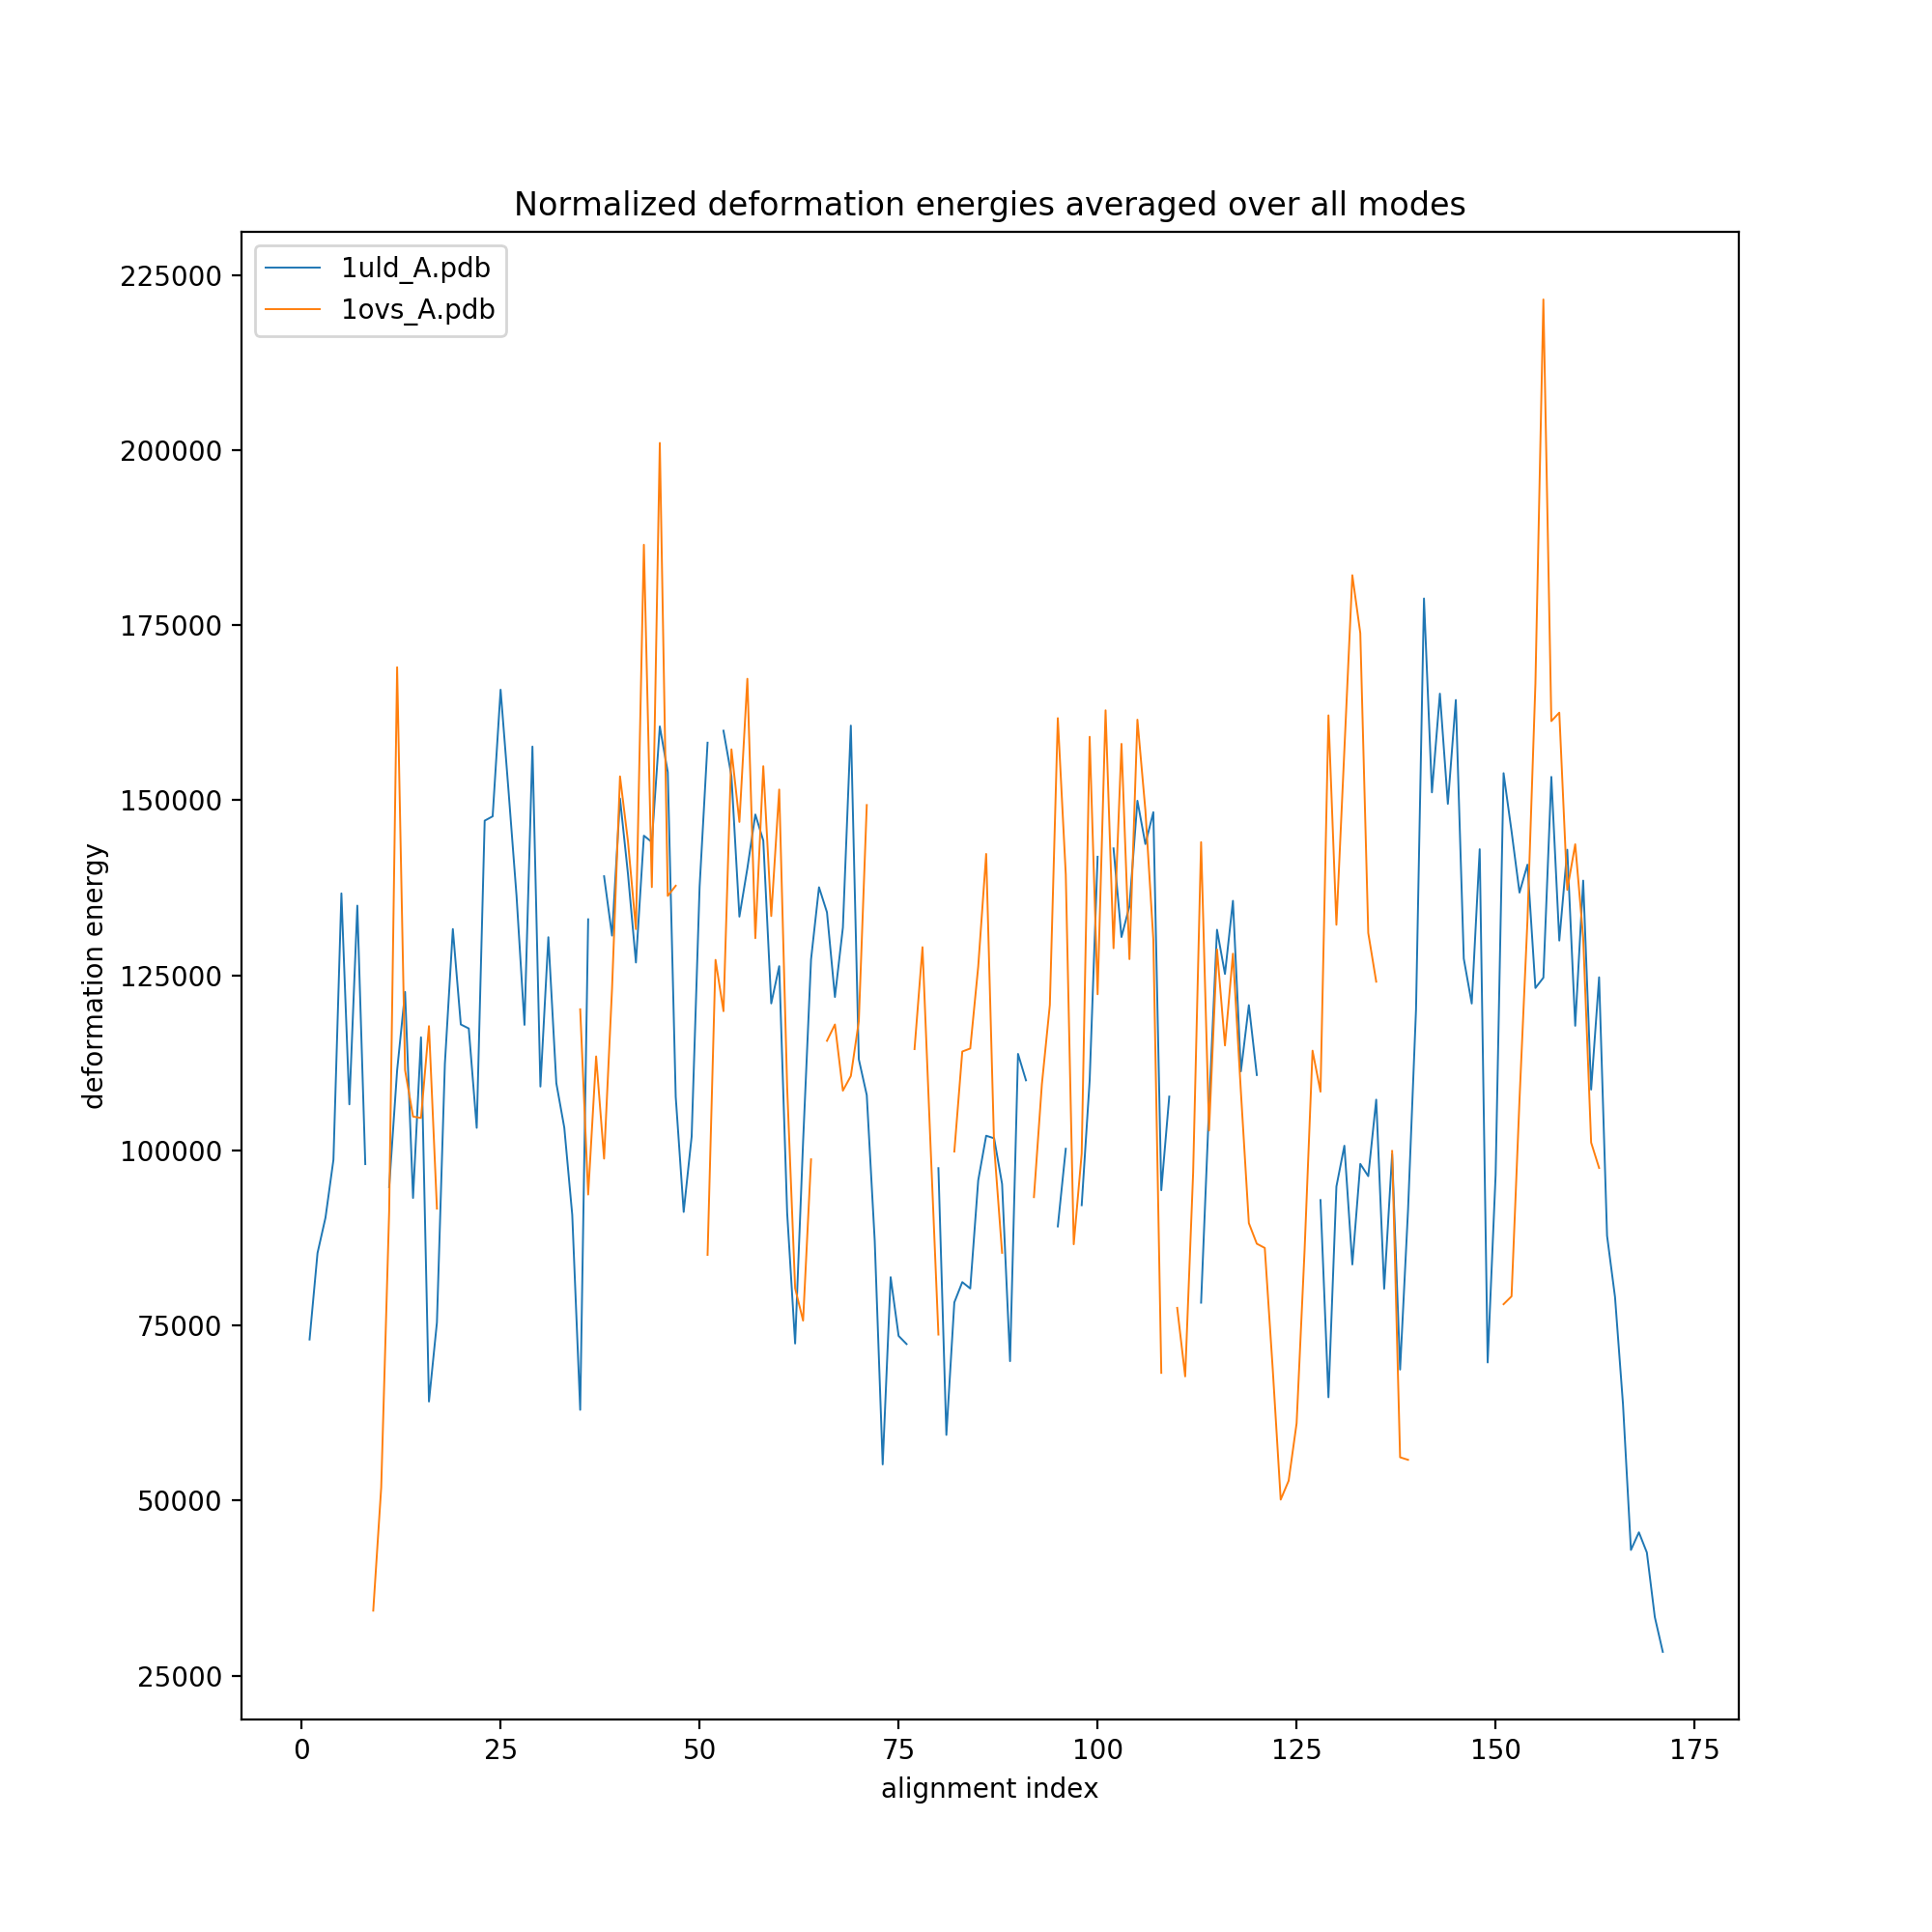 Normalized deformation energies averaged over all modes
1uld_A.pdb
1ovs_A.pdb
225000
200000
175000
150000
125000
100000
75000
50000
25000
deformation energy
0 25 50 75 100 125 150 175
alignment index